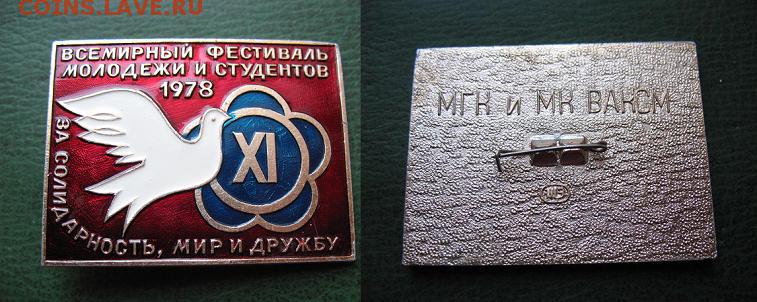 COINS.LAVE.RU
ВСЕМИРНЫЙ ФЕСТИВАЛЬ
МОЛОДЕЖИ И СТУДЕНТОВ
1978
XI
ЗА СОЛИДАРНОСТЬ, МИР И ДРУЖБУ
МГК и МК ВЛКСМ